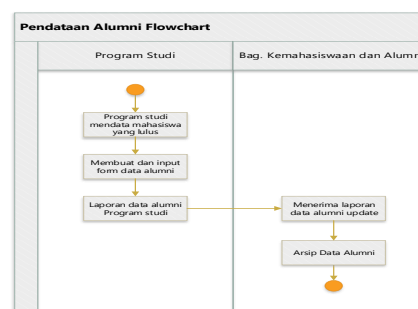 Pendataan Alumni Flowchart
Program Studi
Bag. Kemahasiswaan dan Alumn
Program studi
mendata mahasiswa
yang lulus
Membuat dan input
form data alumni
Laporan data alumni
Program studi
Menerima laporan
data alumni update
Arsip Data Alumni